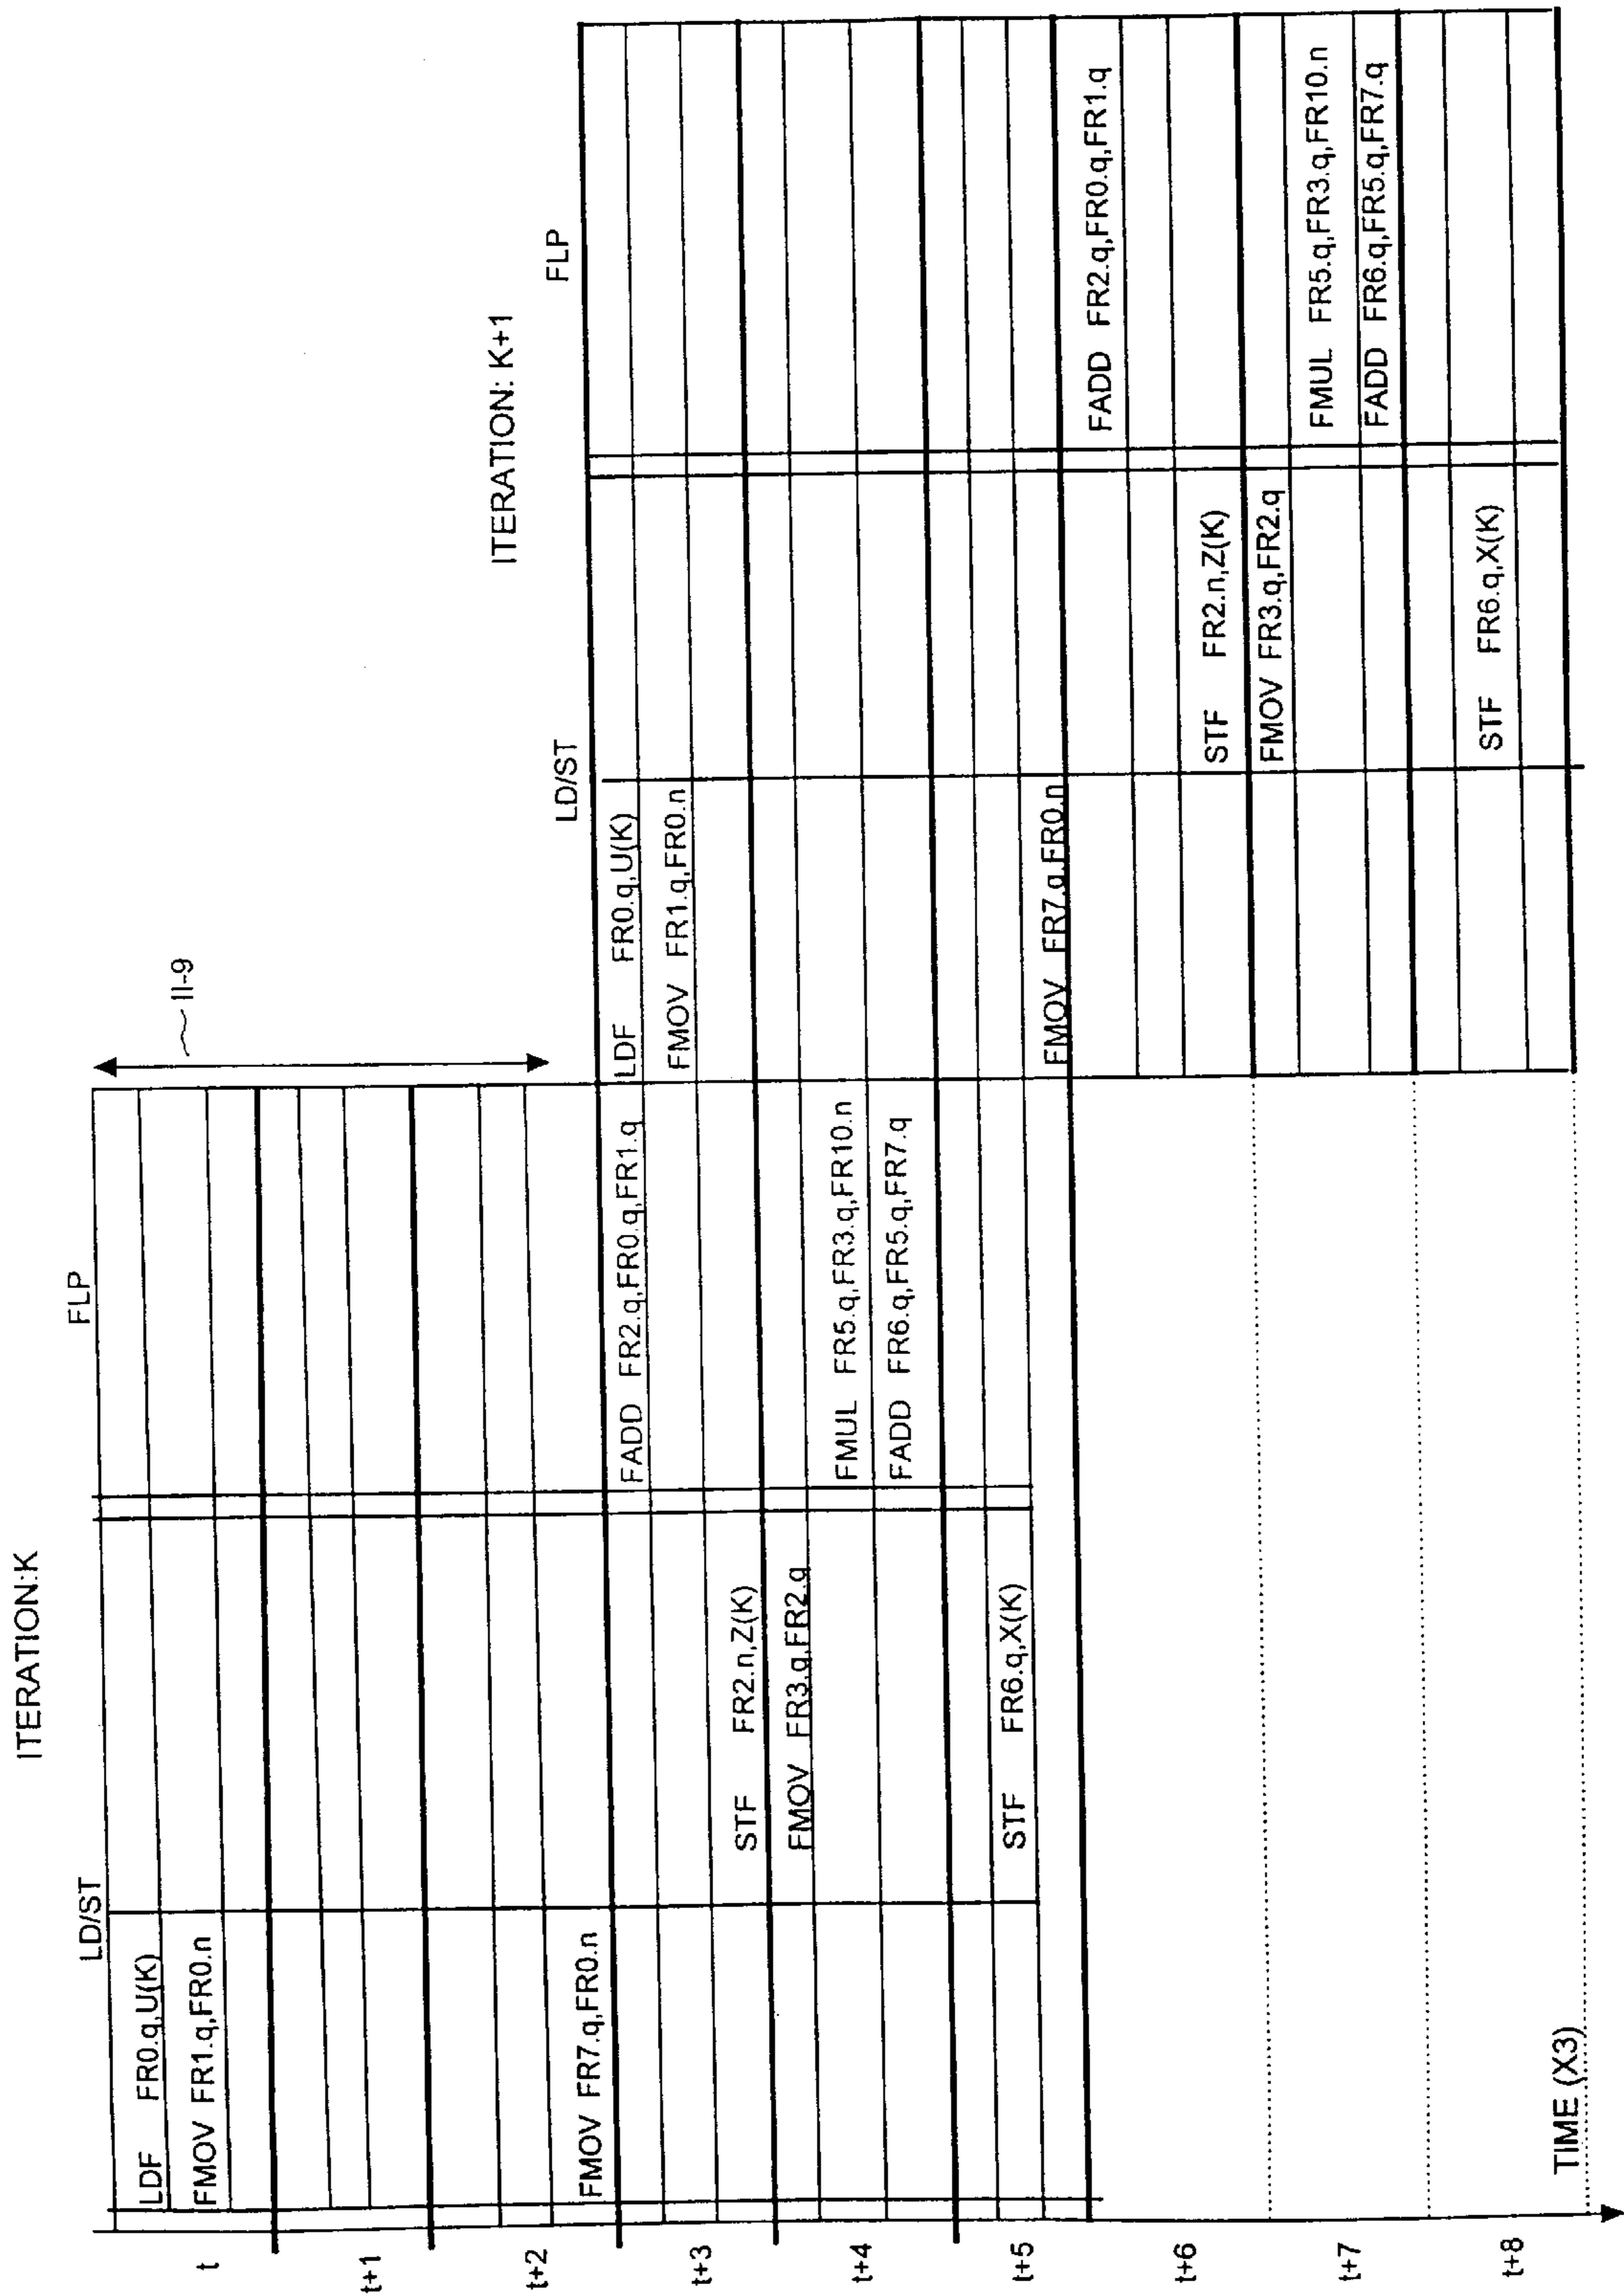 ITERATION:K
LD/ST
FLP
t
LDF FR0.q,U(K)
FMOV FR1.q,FR0.n
II-9
t+1
t+2
FMOV FR7.q,FR0.n
ITERATION: K+1
LD/ST
FLP
t+3
FADD FR2.q,FR0.q,FR1.q
LDF FR0.q,U(K)
FMOV FR1.q,FR0.n
STF FR2.n,Z(K)
t+4
FMOV FR3.q,FR2.q
FMUL FR5.q,FR3.q,FR10.n
FADD FR6.q,FR5.q,FR7.q
t+5
STF FR6.q,X(K)
FMOV FR7.q,FR0.n
t+6
FADD FR2.q,FR0.q,FR1.q
STF FR2.n,Z(K)
t+7
FMOV FR3.q,FR2.q
FMUL FR5.q,FR3.q,FR10.n
FADD FR6.q,FR5.q,FR7.q
t+8
STF FR6.q,X(K)
TIME (X3)